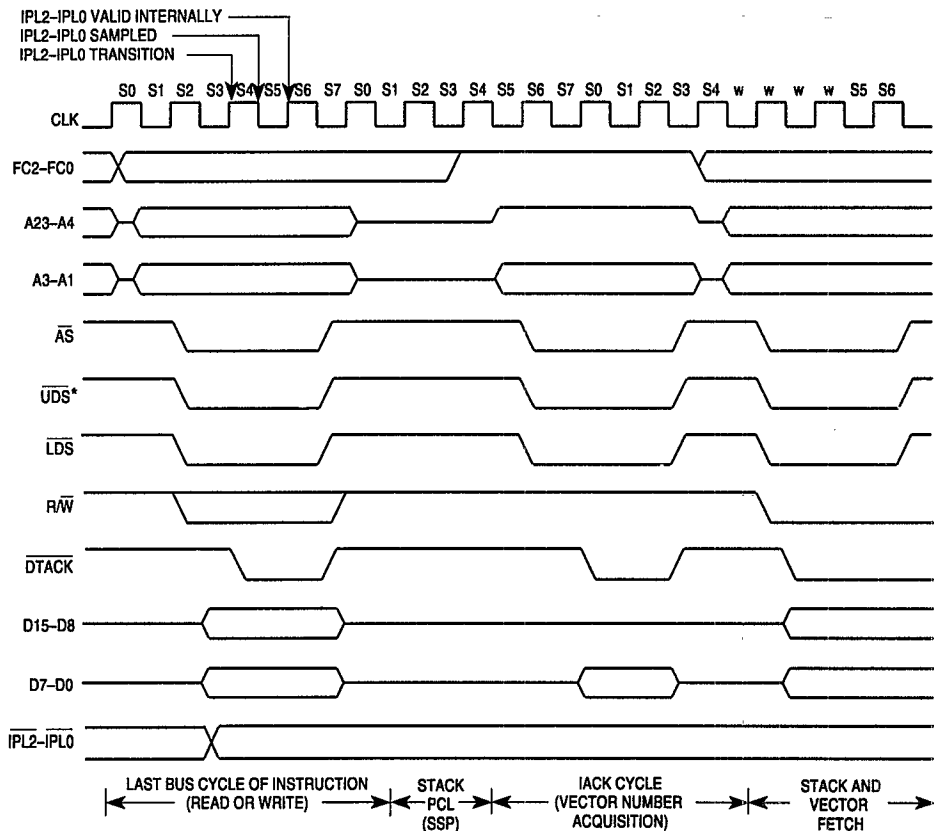 IPL2–IPL0 VALID INTERNALLY
IPL2–IPL0 SAMPLED
IPL2–IPL0 TRANSITION
S0 S1 S2 S3 S4 S5 S6 S7 S0 S1 S2 S3 S4 S5 S6 S7 S0 S1 S2 S3 S4 w w w w S5 S6
CLK
FC2–FC0
A23–A4
A3–A1
AS
UDS*
LDS
R/W
DTACK
D15–D8
D7–D0
IPL2–IPL0
LAST BUS CYCLE OF INSTRUCTION
(READ OR WRITE)
STACK
PCL
(SSP)
IACK CYCLE
(VECTOR NUMBER
ACQUISITION)
STACK AND
VECTOR
FETCH